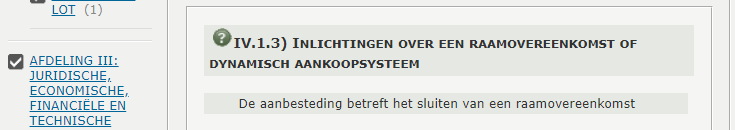 LOT (1)
AFDELING III:
JURIDISCHE,
ECONOMISCHE,
FINANCIËLE EN
TECHNISCHE
IV.1.3) Inlichtingen over een raamovereenkomst of
dynamisch aankoopsysteem
De aanbesteding betreft het sluiten van een raamovereenkomst